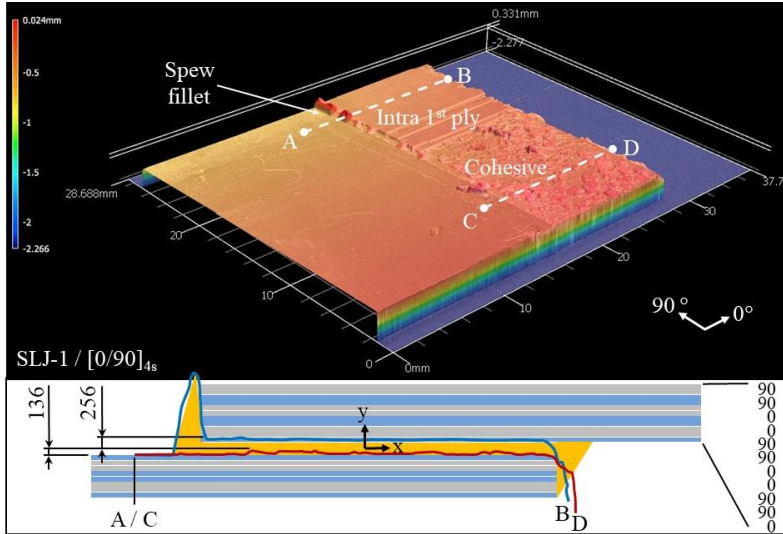 0.024mm
-0.5
-1
-1.5
-2
-2.266
0.331mm
-2.277
Spew
fillet
B
Intra 1st ply
A
D
Cohesive
C
28.688mm
20
10
0
0mm
10
20
30
37.7
90 °
0°
SLJ-1 / [0/90]4s
136
256
y
x
A / C
B
D
90
90
0
90
0
90
0
90
90
0